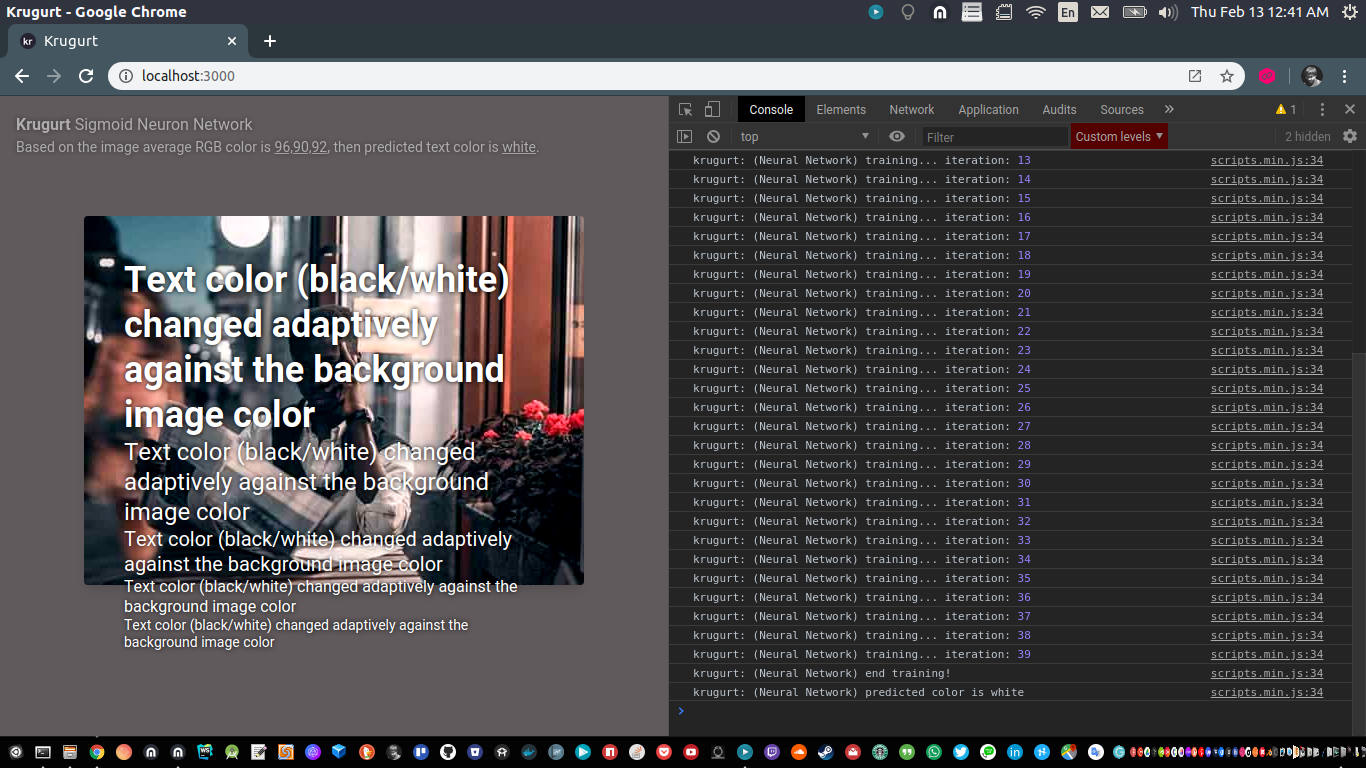 Krugurt - Google Chrome
En
Thu Feb 13 12:41 AM
kr Krugurt
localhost:3000
Krugurt Sigmoid Neuron Network
Based on the image average RGB color is 96,90,92, then predicted text color is white.
Text color (black/white)
changed adaptively
against the background
image color
Text color (black/white) changed
adaptively against the background
image color
Text color (black/white) changed adaptively
against the background image color
Text color (black/white) changed adaptively against the
background image color
Text color (black/white) changed adaptively against the
background image color
Console Elements Network Application Audits Sources » 1
top Filter Custom levels 2 hidden
krugurt: (Neural Network) training... iteration: 13 scripts.min.js:34
krugurt: (Neural Network) training... iteration: 14 scripts.min.js:34
krugurt: (Neural Network) training... iteration: 15 scripts.min.js:34
krugurt: (Neural Network) training... iteration: 16 scripts.min.js:34
krugurt: (Neural Network) training... iteration: 17 scripts.min.js:34
krugurt: (Neural Network) training... iteration: 18 scripts.min.js:34
krugurt: (Neural Network) training... iteration: 19 scripts.min.js:34
krugurt: (Neural Network) training... iteration: 20 scripts.min.js:34
krugurt: (Neural Network) training... iteration: 21 scripts.min.js:34
krugurt: (Neural Network) training... iteration: 22 scripts.min.js:34
krugurt: (Neural Network) training... iteration: 23 scripts.min.js:34
krugurt: (Neural Network) training... iteration: 24 scripts.min.js:34
krugurt: (Neural Network) training... iteration: 25 scripts.min.js:34
krugurt: (Neural Network) training... iteration: 26 scripts.min.js:34
krugurt: (Neural Network) training... iteration: 27 scripts.min.js:34
krugurt: (Neural Network) training... iteration: 28 scripts.min.js:34
krugurt: (Neural Network) training... iteration: 29 scripts.min.js:34
krugurt: (Neural Network) training... iteration: 30 scripts.min.js:34
krugurt: (Neural Network) training... iteration: 31 scripts.min.js:34
krugurt: (Neural Network) training... iteration: 32 scripts.min.js:34
krugurt: (Neural Network) training... iteration: 33 scripts.min.js:34
krugurt: (Neural Network) training... iteration: 34 scripts.min.js:34
krugurt: (Neural Network) training... iteration: 35 scripts.min.js:34
krugurt: (Neural Network) training... iteration: 36 scripts.min.js:34
krugurt: (Neural Network) training... iteration: 37 scripts.min.js:34
krugurt: (Neural Network) training... iteration: 38 scripts.min.js:34
krugurt: (Neural Network) training... iteration: 39 scripts.min.js:34
krugurt: (Neural Network) end training! scripts.min.js:34
krugurt: (Neural Network) predicted color is white scripts.min.js:34